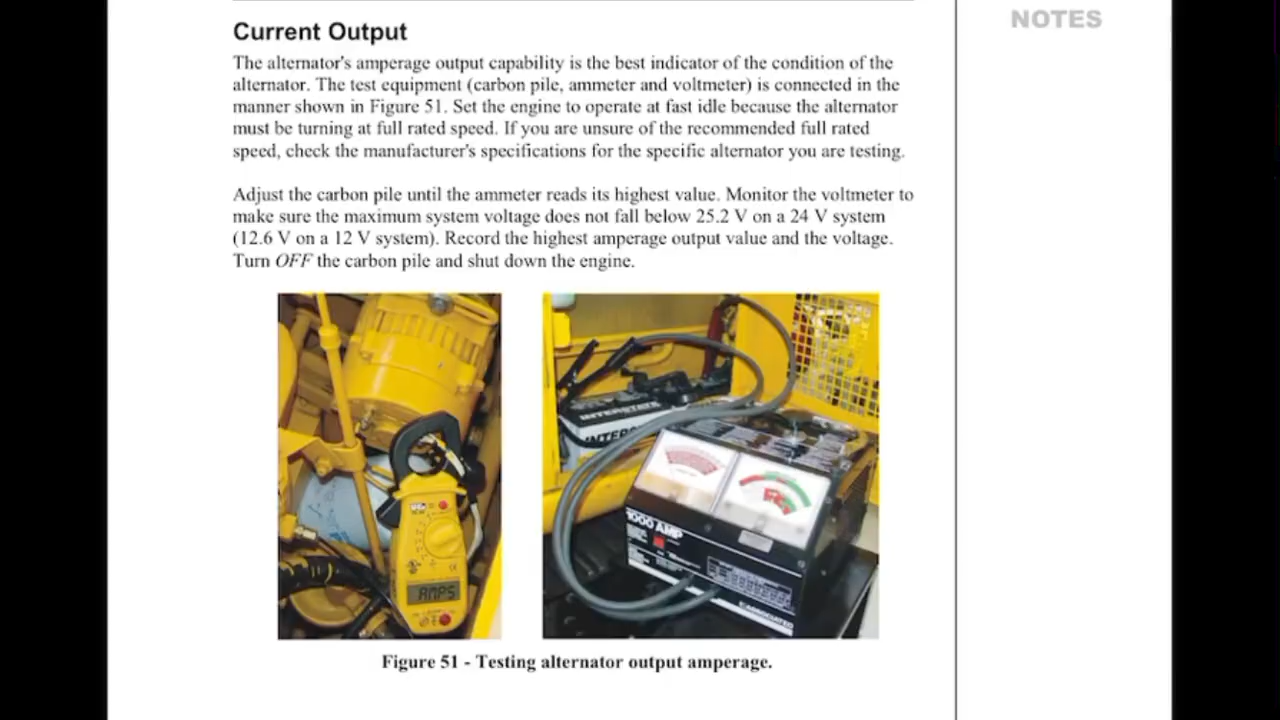 NOTES
Current Output
The alternator's amperage output capability is the best indicator of the condition of the
alternator. The test equipment (carbon pile, ammeter and voltmeter) is connected in the
manner shown in Figure 51. Set the engine to operate at fast idle because the alternator
must be turning at full rated speed. If you are unsure of the recommended full rated
speed, check the manufacturer's specifications for the specific alternator you are testing.
Adjust the carbon pile until the ammeter reads its highest value. Monitor the voltmeter to
make sure the maximum system voltage does not fall below 25.2 V on a 24 V system
(12.6 V on a 12 V system). Record the highest amperage output value and the voltage.
Turn OFF the carbon pile and shut down the engine.
AMPS
INTERSTATE
INTERS
1000 AMP
ASSOCIATED
Figure 51 - Testing alternator output amperage.